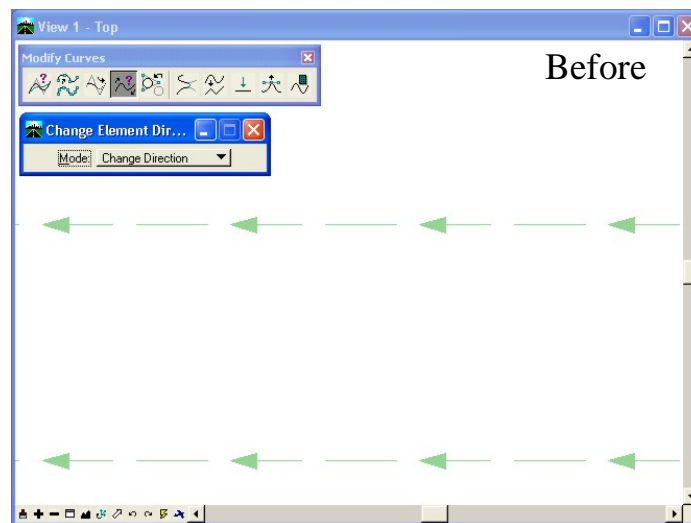 View 1 - Top
Modify Curves
Before
Change Element Dir...
Mode: Change Direction